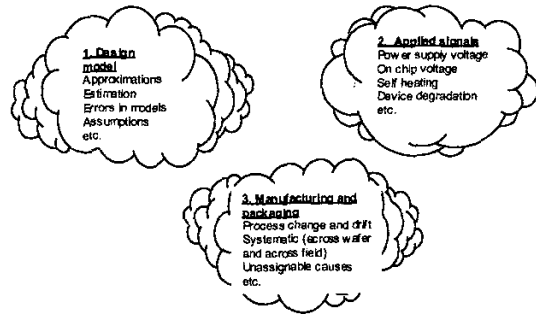 1. Design
model
Approximations
Estimation
Errors in models
Assumptions
etc.
2. Applied signals
Power supply voltage
On chip voltage
Self heating
Device degradation
etc.
3. Manufacturing and
packaging
Process change and drift
Systematic (across wafer
and across field)
Unassignable causes
etc.